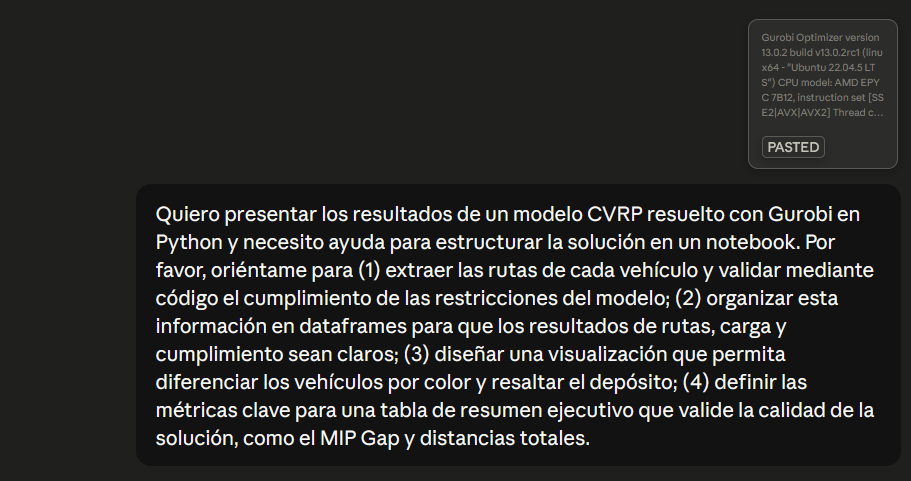 Gurobi Optimizer version
13.0.2 build v13.0.2rc1 (linu
x64 - "Ubuntu 22.04.5 LT
S") CPU model: AMD EPY
C 7B12, instruction set [SS
E2|AVX|AVX2] Thread c...
PASTED
Quiero presentar los resultados de un modelo CVRP resuelto con Gurobi en
Python y necesito ayuda para estructurar la solución en un notebook. Por
favor, oriéntame para (1) extraer las rutas de cada vehículo y validar mediante
código el cumplimiento de las restricciones del modelo; (2) organizar esta
información en dataframes para que los resultados de rutas, carga y
cumplimiento sean claros; (3) diseñar una visualización que permita
diferenciar los vehículos por color y resaltar el depósito; (4) definir las
métricas clave para una tabla de resumen ejecutivo que valide la calidad de la
solución, como el MIP Gap y distancias totales.